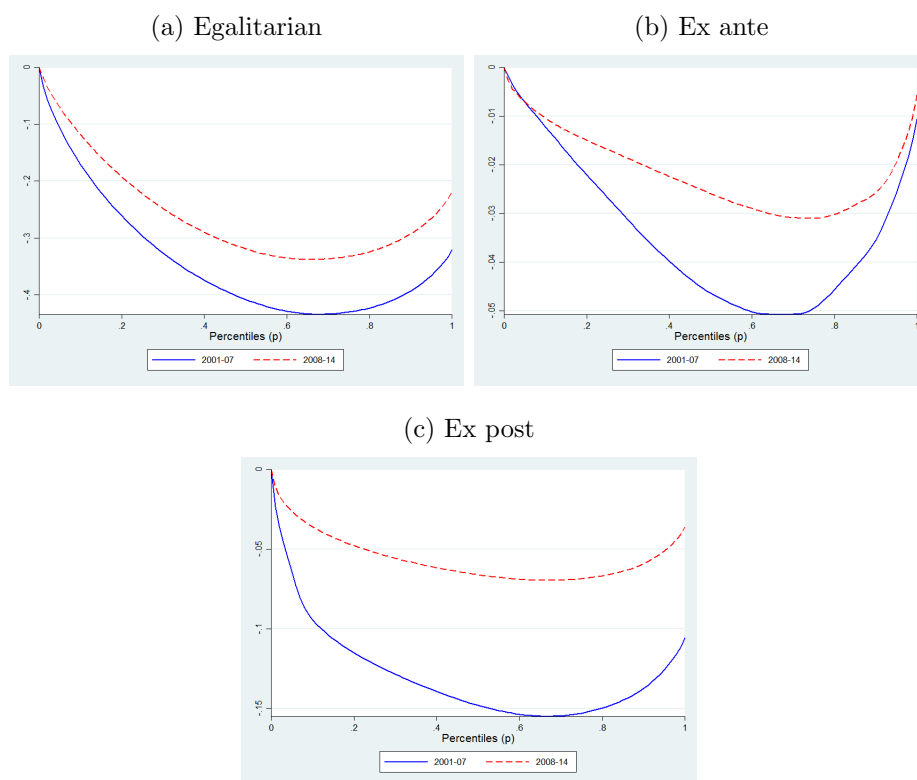 (a) Egalitarian
0
-.1
-.2
-.3
-.4
0 .2 .4 .6 .8 1
Percentiles (p)
2001-07 2008-14
(b) Ex ante
0
-.01
-.02
-.03
-.04
-.05
0 .2 .4 .6 .8 1
Percentiles (p)
2001-07 2008-14
(c) Ex post
0
-.05
-.1
-.15
0 .2 .4 .6 .8 1
Percentiles (p)
2001-07 2008-14